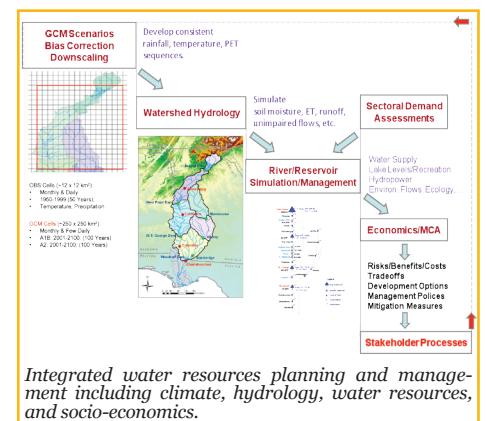 GCM Scenarios
Bias Correction
Downscaling
Develop consistent
rainfall, temperature, PET
sequences.
Watershed Hydrology
Simulate
soil moisture, ET, runoff,
unimpaired flows, etc.
Sectoral Demand
Assessments
OBS Cells (~12 x 12 km²)
• Monthly & Daily
• 1950-1999 (50 Years);
• Temperature, Precipitation
GCM Cells (~250 x 250 km²)
• Monthly & Few Daily
• A1B: 2001-2100; (100 Years)
• A2: 2001-2100; (100 Years)
River/Reservoir
Simulation/Management
Water Supply
Lake Levels/Recreation
Hydropower
Environ. Flows, Ecology...
Economics/MCA
Risks/Benefits/Costs
Tradeoffs
Development Options
Management Polices
Mitigation Measures
Stakeholder Processes
Integrated water resources planning and manage-
ment including climate, hydrology, water resources,
and socio-economics.